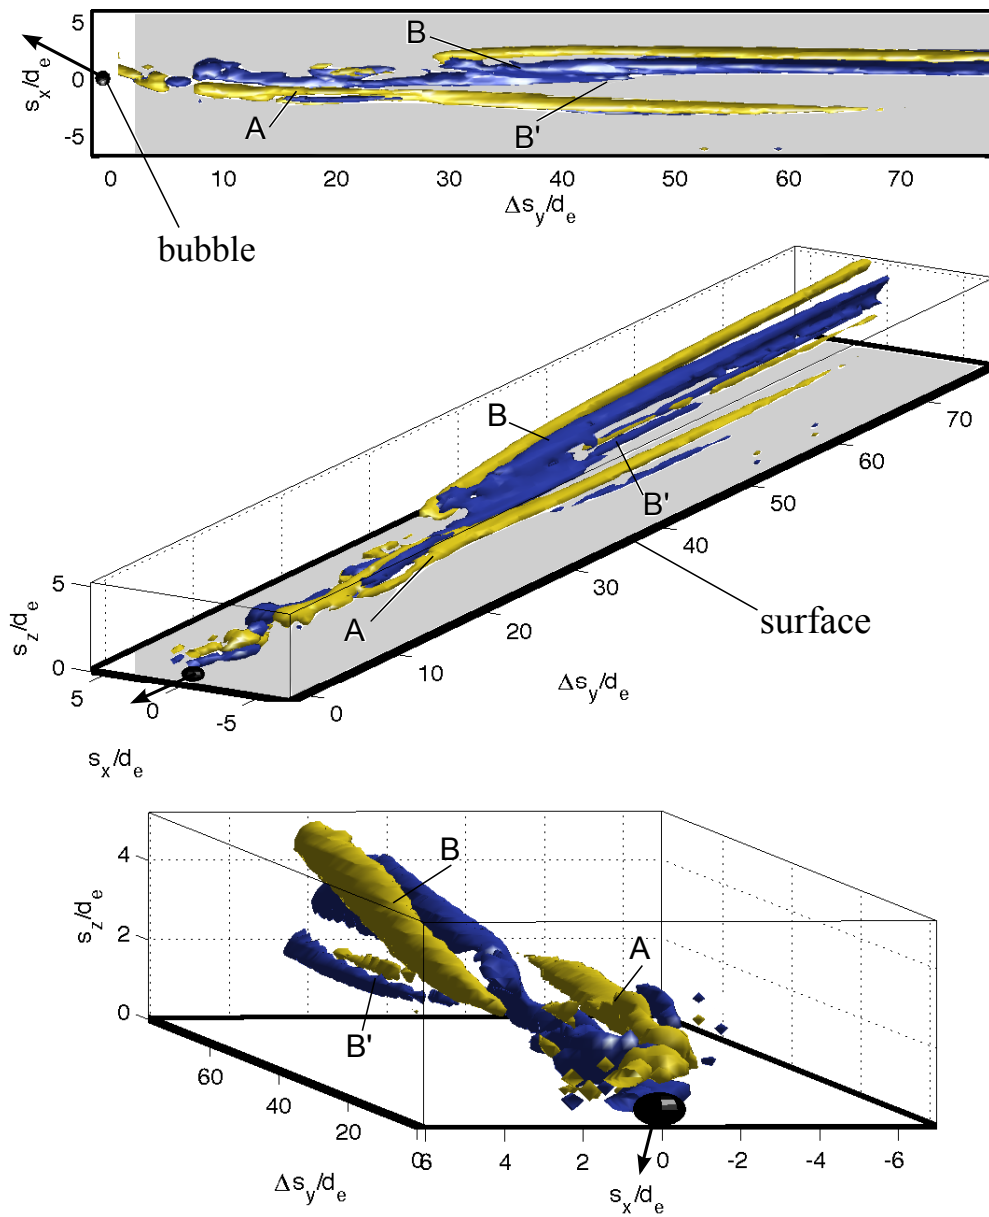 5
s_x/d_e
0
-5
B
A
B'
0 10 20 30 40 50 60 70
Δs_y/d_e
bubble
B
B'
A
5
s_z/d_e
0
5 0 -5
s_x/d_e
0 10 20 30 40 50 60 70
Δs_y/d_e
surface
4
s_z/d_e
2
0
B
A
B'
60
40
20
0
6 4 2 0 -2 -4 -6
Δs_y/d_e
s_x/d_e